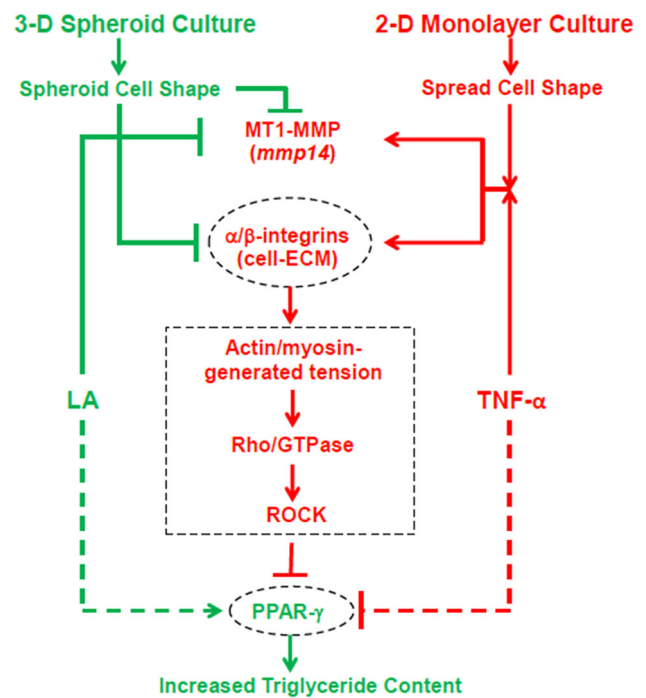 3-D Spheroid Culture
2-D Monolayer Culture
Spheroid Cell Shape
Spread Cell Shape
MT1-MMP
(mmp14)
α/β-integrins
(cell-ECM)
Actin/myosin-
generated tension
LA
TNF-α
Rho/GTPase
ROCK
PPAR-γ
Increased Triglyceride Content